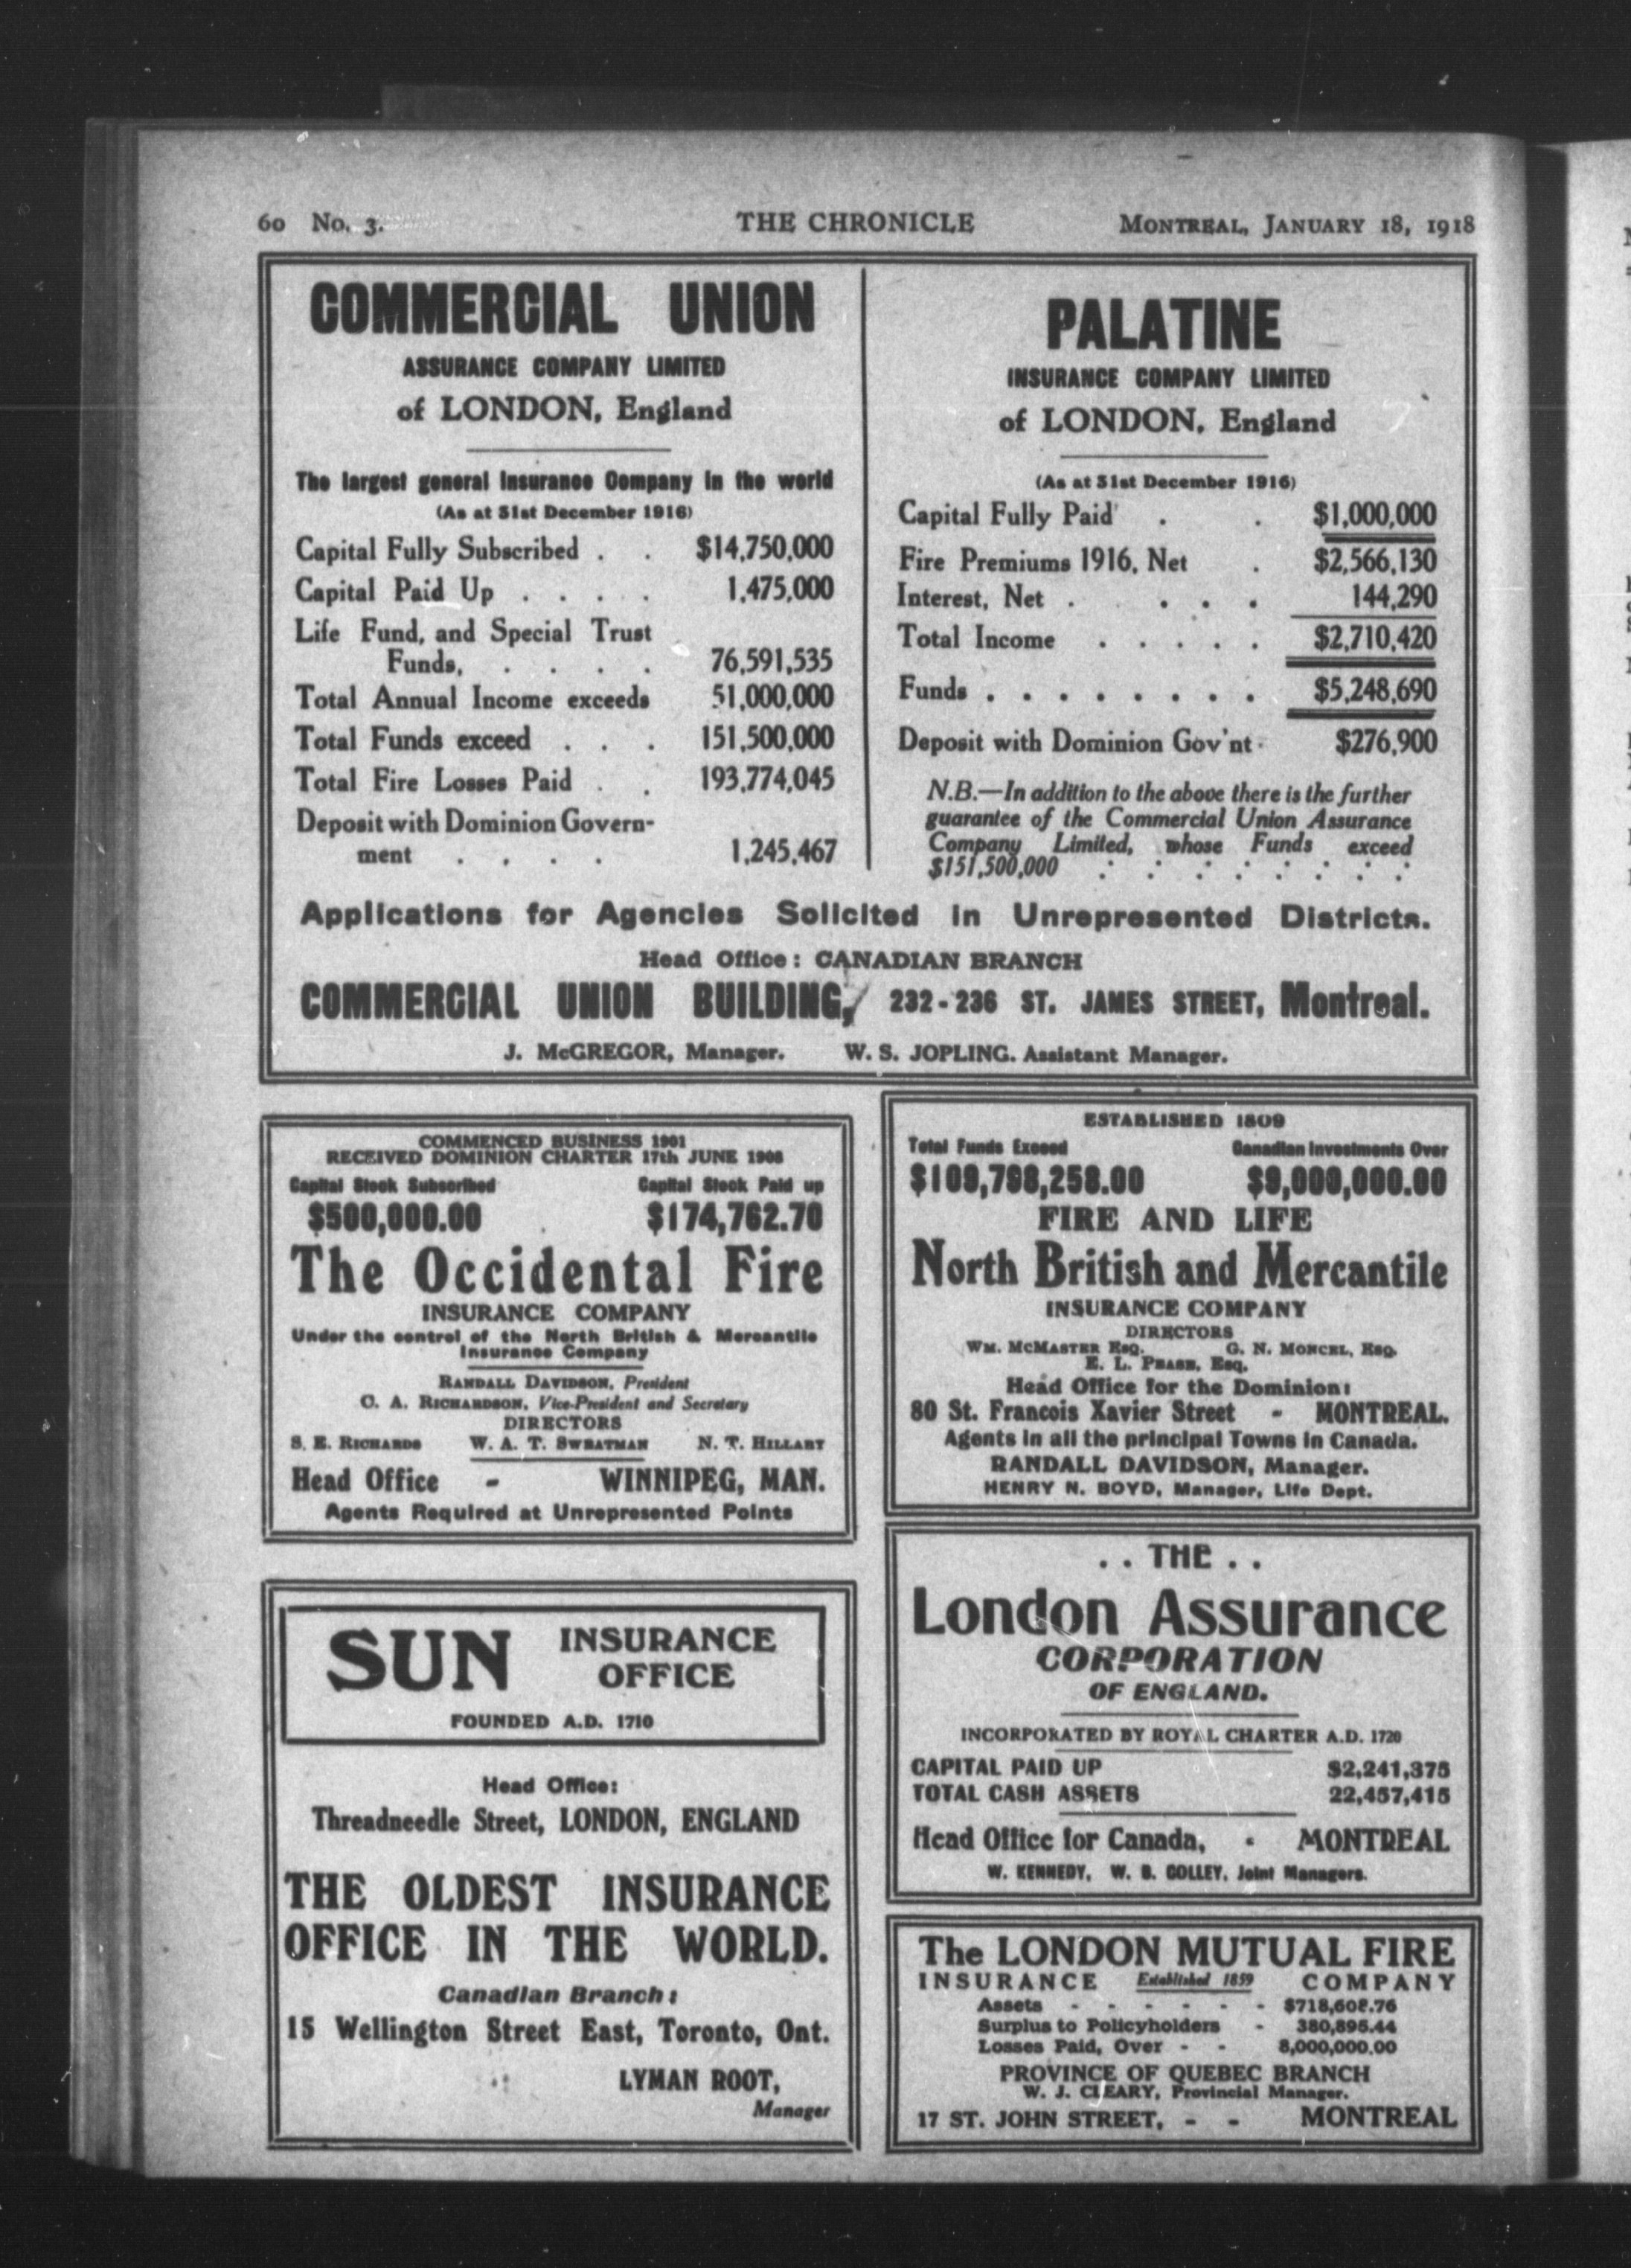 60 No. 3. THE CHRONICLE MONTREAL, JANUARY 18, 1918
COMMERCIAL UNION
ASSURANCE COMPANY LIMITED
of LONDON, England
The largest general Insurance Company in the world
(As at 31st December 1916)
Capital Fully Subscribed . . $14,750,000
Capital Paid Up . . . . 1,475,000
Life Fund, and Special Trust
Funds, . . . . 76,591,535
Total Annual Income exceeds 51,000,000
Total Funds exceed . . . 151,500,000
Total Fire Losses Paid . . 193,774,045
Deposit with Dominion Govern-
ment . . . . 1,245,467
PALATINE
INSURANCE COMPANY LIMITED
of LONDON, England
(As at 31st December 1916)
Capital Fully Paid . . $1,000,000
Fire Premiums 1916, Net . $2,566,130
Interest, Net . . . . 144,290
Total Income . . . . . $2,710,420
Funds . . . . . . . . $5,248,690
Deposit with Dominion Gov'nt $276,900
N.B.—In addition to the above there is the further
guarantee of the Commercial Union Assurance
Company Limited, whose Funds exceed
$151,500,000 : : : : : : : :
Applications for Agencies Solicited in Unrepresented Districts.
Head Office: CANADIAN BRANCH
COMMERCIAL UNION BUILDING, 232-236 ST. JAMES STREET, Montreal.
J. McGREGOR, Manager. W. S. JOPLING. Assistant Manager.
COMMENCED BUSINESS 1901
RECEIVED DOMINION CHARTER 17th JUNE 1908
Capital Stock Subscribed Capital Stock Paid up
$500,000.00 $174,762.70
The Occidental Fire
INSURANCE COMPANY
Under the control of the North British & Mercantile
Insurance Company
RANDALL DAVIDSON, President
C. A. RICHARDSON, Vice-President and Secretary
DIRECTORS
S. E. RICHARDS W. A. T. SWEATMAN N. T. HILLARY
Head Office - WINNIPEG, MAN.
Agents Required at Unrepresented Points
SUN INSURANCE
OFFICE
FOUNDED A.D. 1710
Head Office:
Threadneedle Street, LONDON, ENGLAND
THE OLDEST INSURANCE
OFFICE IN THE WORLD.
Canadian Branch:
15 Wellington Street East, Toronto, Ont.
LYMAN ROOT,
Manager
ESTABLISHED 1809
Total Funds Exceed Canadian Investments Over
$109,798,258.00 $9,000,000.00
FIRE AND LIFE
North British and Mercantile
INSURANCE COMPANY
DIRECTORS
WM. MCMASTER ESQ. G. N. MONCEL, ESQ.
E. L. PEASE, ESQ.
Head Office for the Dominion:
80 St. Francois Xavier Street - MONTREAL.
Agents in all the principal Towns in Canada.
RANDALL DAVIDSON, Manager.
HENRY N. BOYD, Manager, Life Dept.
. . THE . .
London Assurance
CORPORATION
OF ENGLAND.
INCORPORATED BY ROYAL CHARTER A.D. 1720
CAPITAL PAID UP $2,241,375
TOTAL CASH ASSETS 22,457,415
Head Office for Canada, - MONTREAL
W. KENNEDY, W. B. COLLEY, Joint Managers.
The LONDON MUTUAL FIRE
INSURANCE Established 1859 COMPANY
Assets - - - - - - $718,608.76
Surplus to Policyholders - 380,895.44
Losses Paid, Over - - 8,000,000.00
PROVINCE OF QUEBEC BRANCH
W. J. CLEARY, Provincial Manager.
17 ST. JOHN STREET, - - MONTREAL